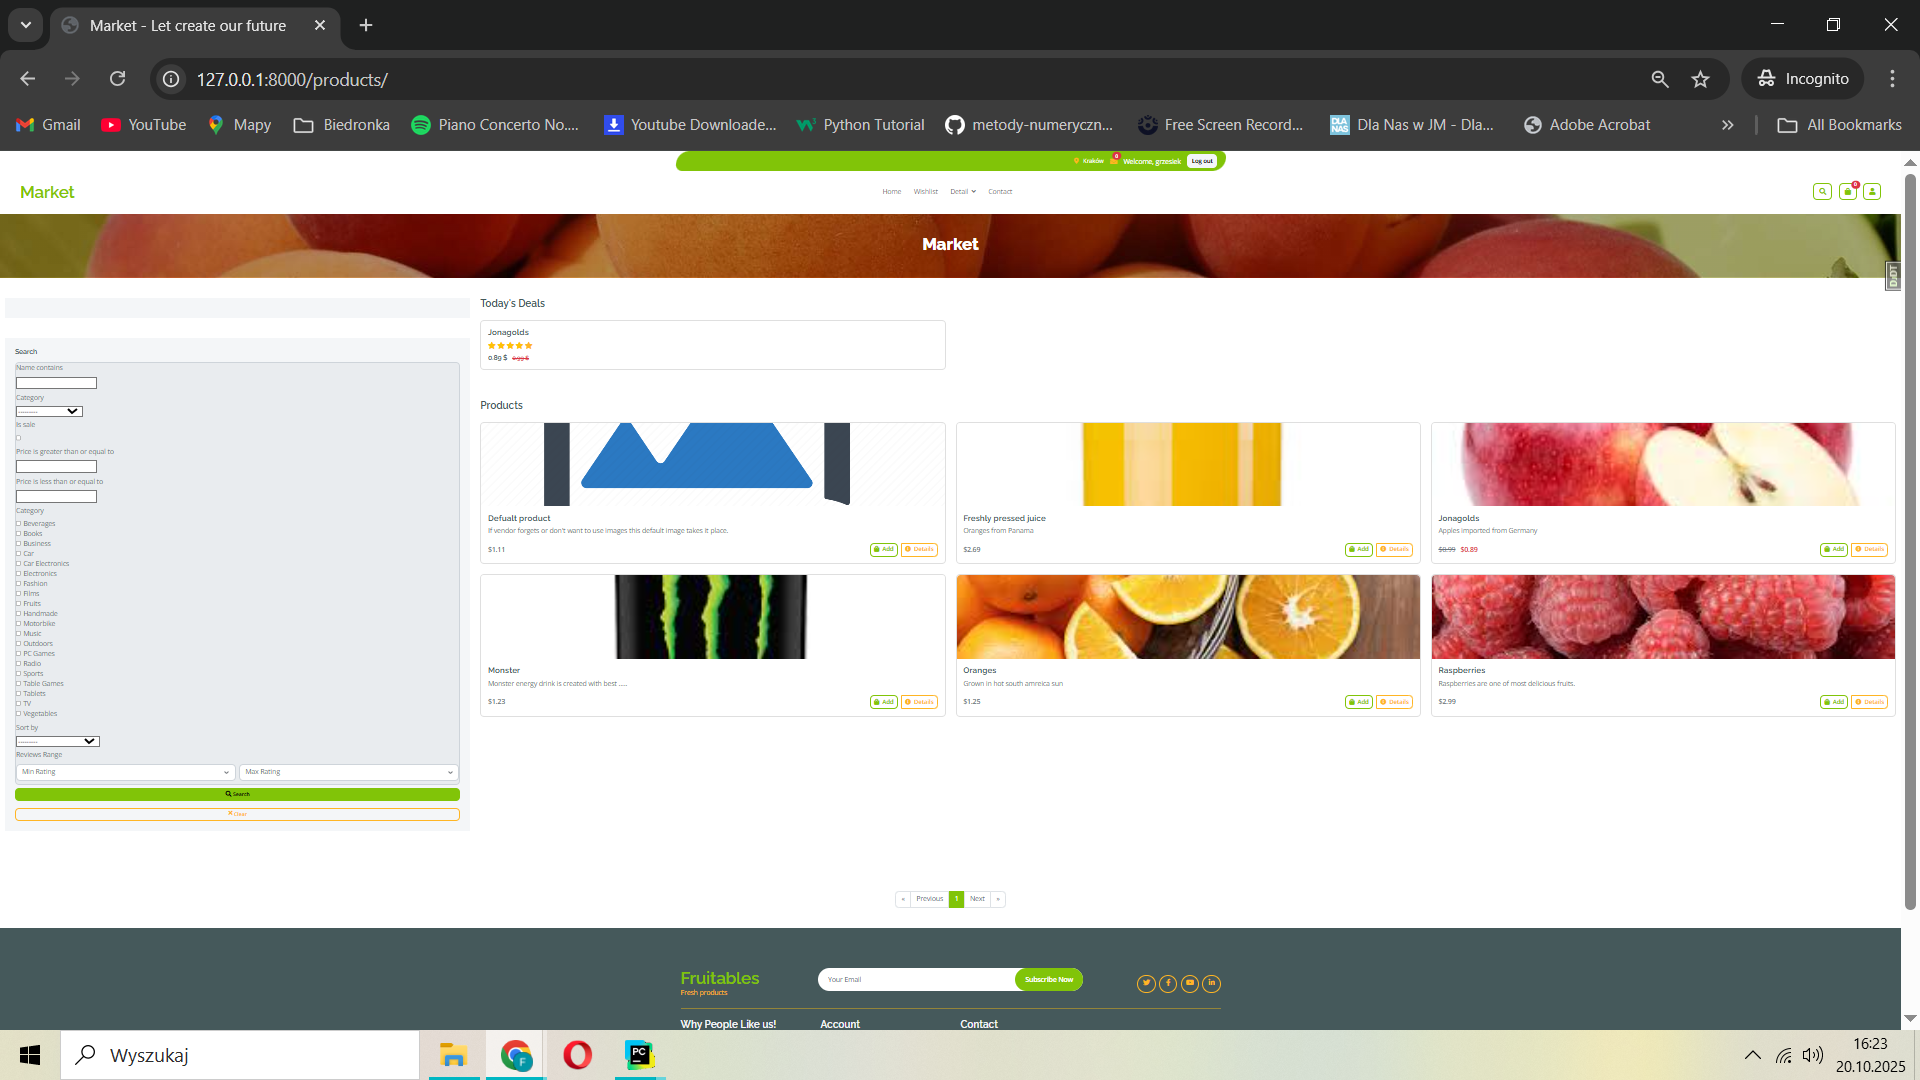 Market - Let create our future
127.0.0.1:8000/products/
Incognito
Gmail
YouTube
Mapy
Biedronka
Piano Concerto No....
Youtube Downloade...
Python Tutorial
metody-numeryczn...
Free Screen Record...
DLA NAS
Dla Nas w JM - Dla...
Adobe Acrobat
All Bookmarks
Kraków
0
Welcome, grzesiek
Log out
Market
Home
Wishlist
Detail
Contact
0
Market
DjDT
Today's Deals
Jonagolds
0.89 $ 0.99 $
Search
Name contains
Category
---------
Is sale
Price is greater than or equal to
Price is less than or equal to
Category
Beverages
Books
Business
Car
Car Electronics
Electronics
Fashion
Films
Fruits
Handmade
Motorbike
Music
Outdoors
PC Games
Radio
Sports
Table Games
Tablets
TV
Vegetables
Sort by
---------
Reviews Range
Min Rating
Max Rating
Search
Clear
Products
Defualt product
If vendor forgets or don't want to use images this default image takes it place.
$1.11
Add
Details
Freshly pressed juice
Oranges from Panama
$2.69
Add
Details
Jonagolds
Apples imported from Germany
$0.99 $0.89
Add
Details
Monster
Monster energy drink is created with best ......
$1.23
Add
Details
Oranges
Grown in hot south amreica sun
$1.25
Add
Details
Raspberries
Raspberries are one of most delicious fruits.
$2.99
Add
Details
«
Previous
1
Next
»
Fruitables
Fresh products
Your Email
Subscribe Now
Why People Like us!
Account
Contact
Wyszukaj
F
PC
16:23
20.10.2025